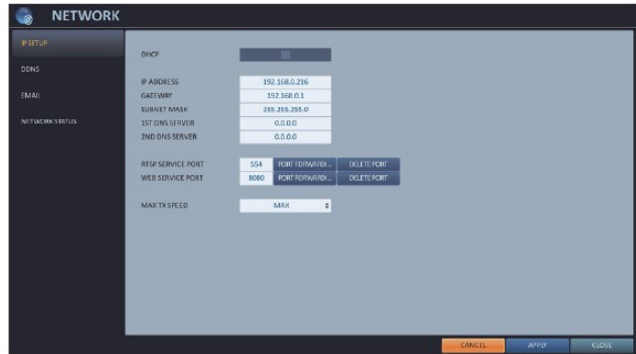 NETWORK
IP SETUP
DDNS
EMAIL
NETWORK STATUS
DHCP
IP ADDRESS 192.168.0.216
GATEWAY 192.168.0.1
SUBNET MASK 255.255.255.0
1ST DNS SERVER 0.0.0.0
2ND DNS SERVER 0.0.0.0
RTSP SERVICE PORT 554 PORT FORWARDI... DELETE PORT
WEB SERVICE PORT 8080 PORT FORWARDI... DELETE PORT
MAX TX SPEED MAX
CANCEL APPLY CLOSE